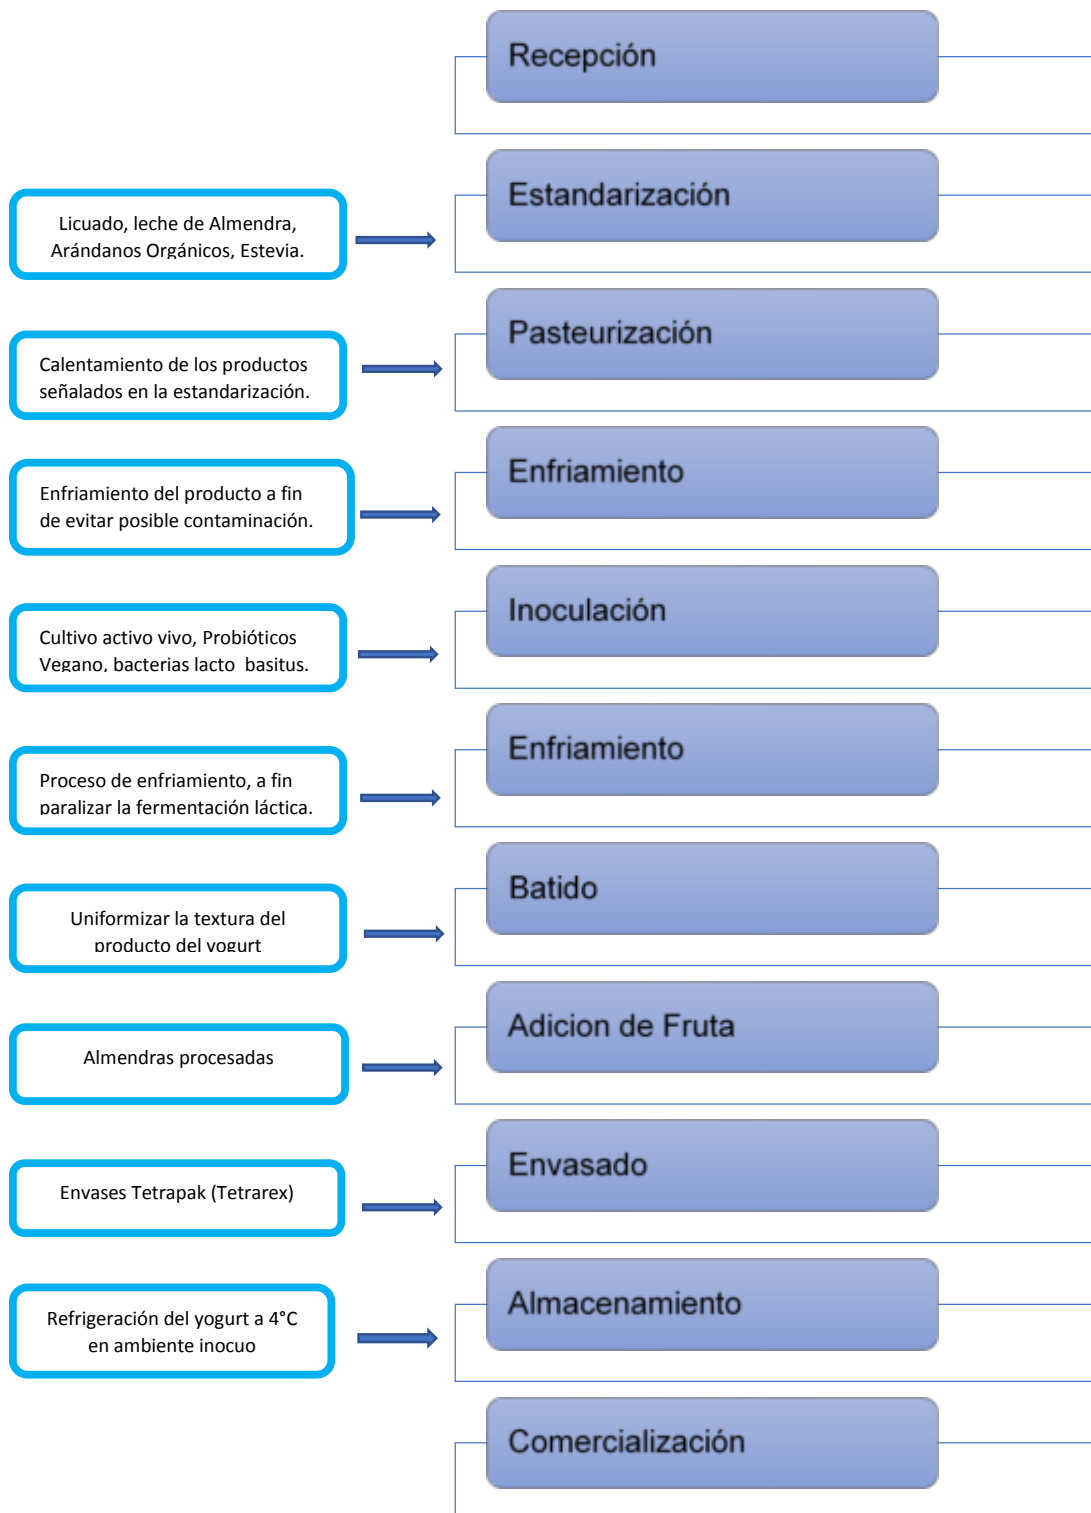 Recepción
Estandarización
Licuado, leche de Almendra,
Arándanos Orgánicos, Estevia.
Pasteurización
Calentamiento de los productos
señalados en la estandarización.
Enfriamiento
Enfriamiento del producto a fin
de evitar posible contaminación.
Inoculación
Cultivo activo vivo, Probióticos
Vegano, bacterias lacto basitus.
Enfriamiento
Proceso de enfriamiento, a fin
paralizar la fermentación láctica.
Batido
Uniformizar la textura del
producto del yogurt
Adicion de Fruta
Almendras procesadas
Envasado
Envases Tetrapak (Tetrarex)
Almacenamiento
Refrigeración del yogurt a 4°C
en ambiente inocuo
Comercialización